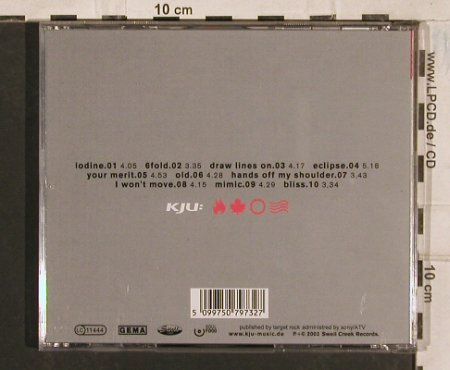 10 cm
iodine.01 4.05 6fold.02 3.35 draw lines on.03 4.17 eclipse.04 5.18
your merit.05 4.53 old.06 4.28 hands off my shoulder.07 3.43
I won't move.08 4.15 mimic.09 4.29 bliss.10 3.34
KJU:
5 099750 797327
LC 11444 GEMA
published by target rock administred by sony/ATV
www.kju-music.de P+C 2003 Swell Creek Records.
www.LPCD.de / CD
10 cm